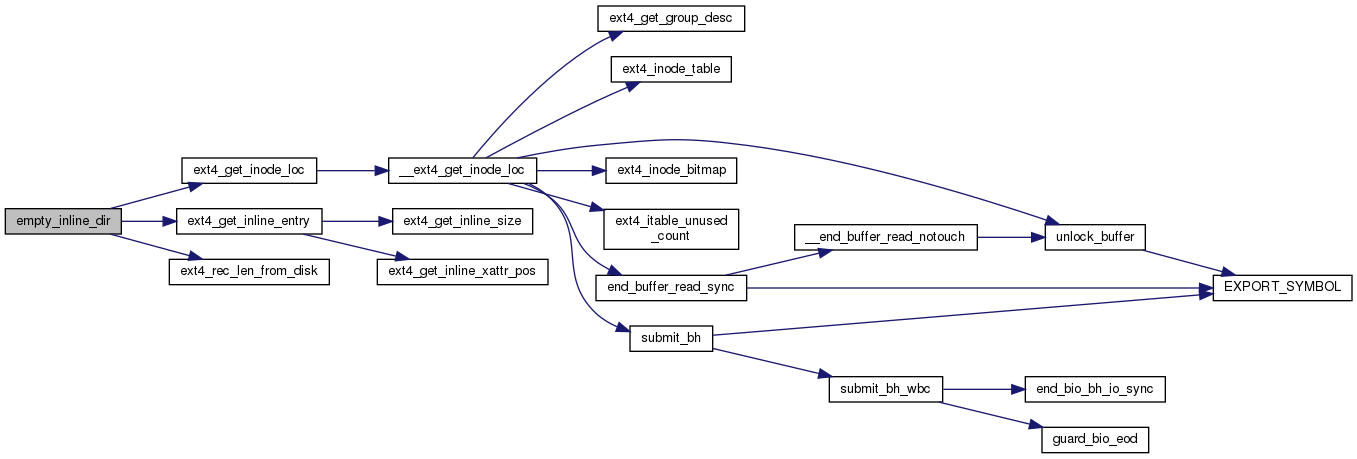 empty_inline_dir
ext4_get_inode_loc
ext4_get_inline_entry
ext4_rec_len_from_disk
__ext4_get_inode_loc
ext4_get_inline_size
ext4_get_inline_xattr_pos
ext4_get_group_desc
ext4_inode_table
ext4_inode_bitmap
ext4_itable_unused
_count
end_buffer_read_sync
submit_bh
__end_buffer_read_notouch
submit_bh_wbc
unlock_buffer
end_bio_bh_io_sync
guard_bio_eod
EXPORT_SYMBOL